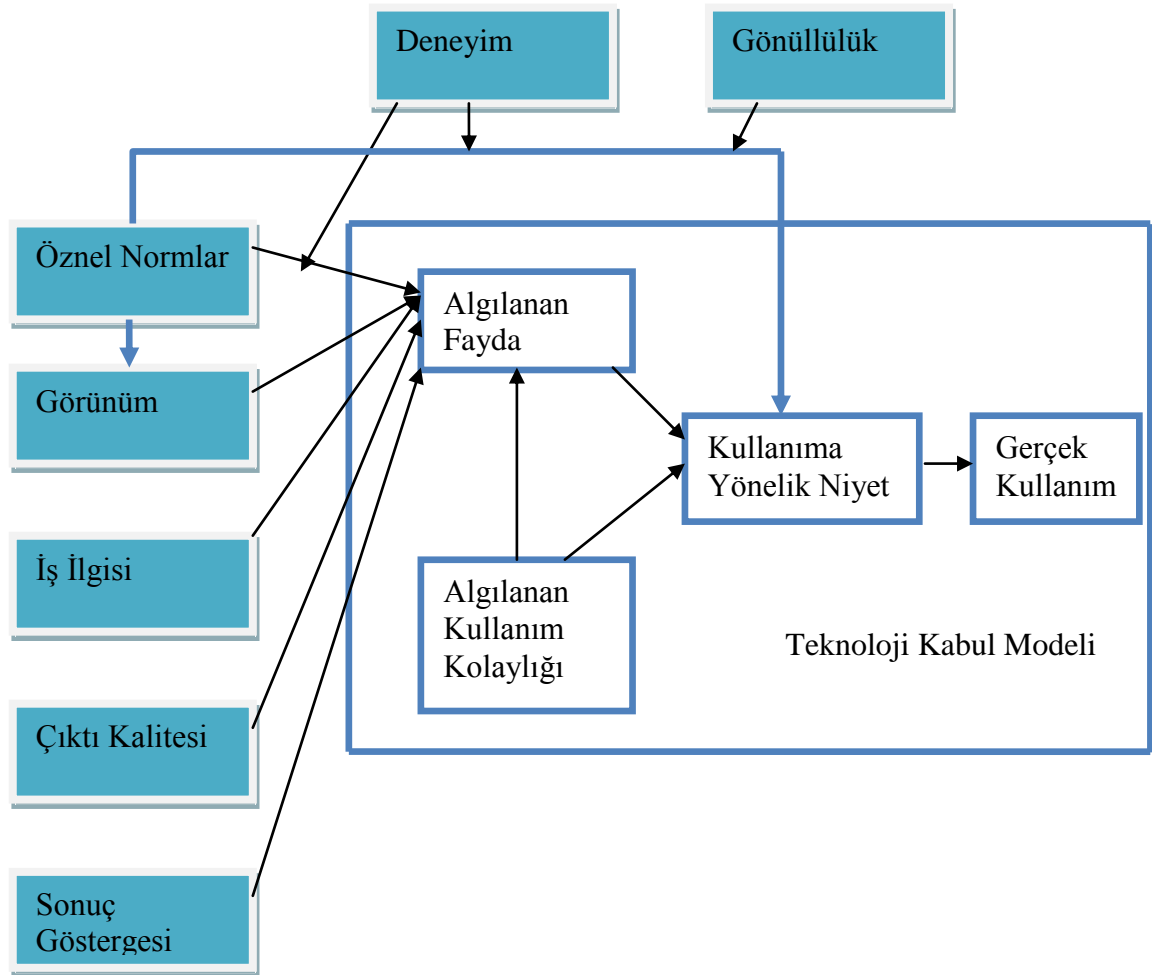 Deneyim
Gönüllülük
Öznel Normlar
Algılanan
Fayda
Görünüm
Kullanıma
Yönelik Niyet
Gerçek
Kullanım
İş İlgisi
Algılanan
Kullanım
Kolaylığı
Teknoloji Kabul Modeli
Çıktı Kalitesi
Sonuç
Göstergesi